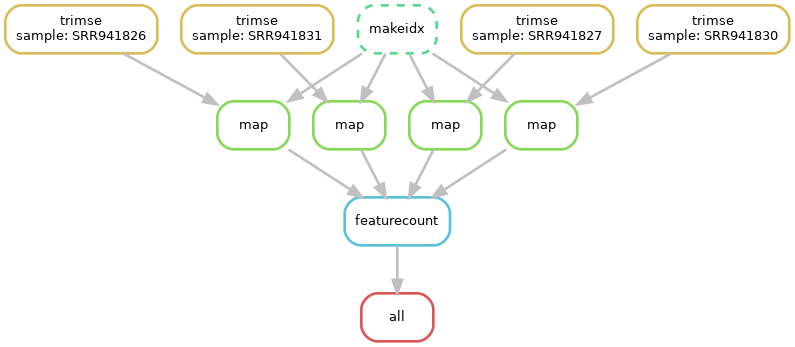 trimse
sample: SRR941826
trimse
sample: SRR941831
makeidx
trimse
sample: SRR941827
trimse
sample: SRR941830
map
map
map
map
featurecount
all